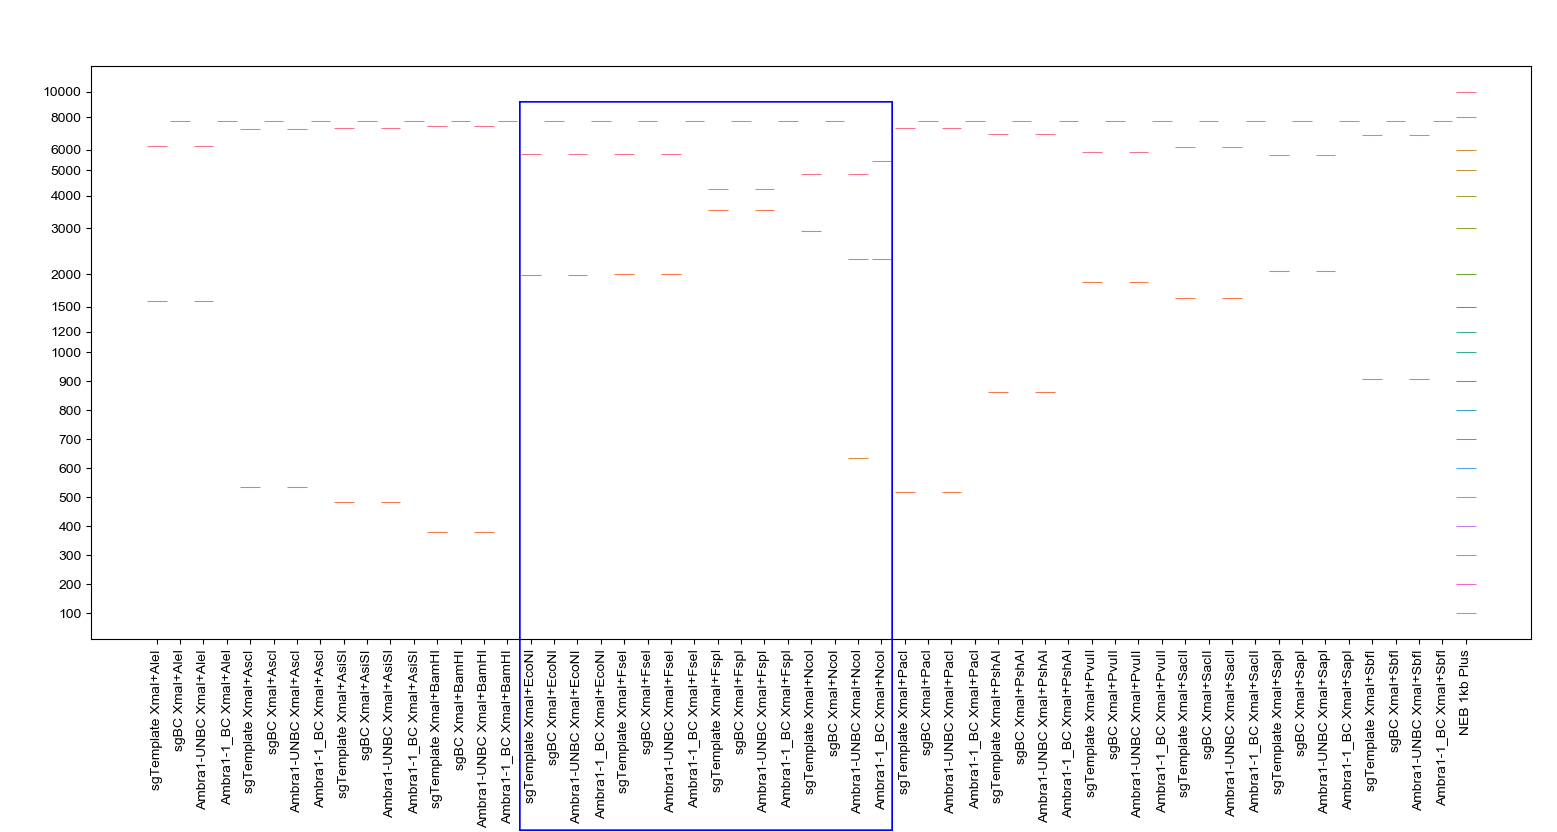 10000
8000
6000
5000
4000
3000
2000
1500
1200
1000
900
800
700
600
500
400
300
200
100
sgTemplate XmaI+AleI
sgBC XmaI+AleI
Ambra1-UNBC XmaI+AleI
Ambra1-1_BC XmaI+AleI
sgTemplate XmaI+AscI
sgBC XmaI+AscI
Ambra1-UNBC XmaI+AscI
Ambra1-1_BC XmaI+AscI
sgTemplate XmaI+AsiSI
sgBC XmaI+AsiSI
Ambra1-UNBC XmaI+AsiSI
Ambra1-1_BC XmaI+AsiSI
sgTemplate XmaI+BamHI
sgBC XmaI+BamHI
Ambra1-UNBC XmaI+BamHI
Ambra1-1_BC XmaI+BamHI
sgTemplate XmaI+EcoNI
sgBC XmaI+EcoNI
Ambra1-UNBC XmaI+EcoNI
Ambra1-1_BC XmaI+EcoNI
sgTemplate XmaI+FseI
sgBC XmaI+FseI
Ambra1-UNBC XmaI+FseI
Ambra1-1_BC XmaI+FseI
sgTemplate XmaI+FspI
sgBC XmaI+FspI
Ambra1-UNBC XmaI+FspI
Ambra1-1_BC XmaI+FspI
sgTemplate XmaI+NcoI
sgBC XmaI+NcoI
Ambra1-UNBC XmaI+NcoI
Ambra1-1_BC XmaI+NcoI
sgTemplate XmaI+PacI
sgBC XmaI+PacI
Ambra1-UNBC XmaI+PacI
Ambra1-1_BC XmaI+PacI
sgTemplate XmaI+PshAI
sgBC XmaI+PshAI
Ambra1-UNBC XmaI+PshAI
Ambra1-1_BC XmaI+PshAI
sgTemplate XmaI+PvuII
sgBC XmaI+PvuII
Ambra1-UNBC XmaI+PvuII
Ambra1-1_BC XmaI+PvuII
sgTemplate XmaI+SacII
sgBC XmaI+SacII
Ambra1-UNBC XmaI+SacII
Ambra1-1_BC XmaI+SacII
sgTemplate XmaI+SapI
sgBC XmaI+SapI
Ambra1-UNBC XmaI+SapI
Ambra1-1_BC XmaI+SapI
sgTemplate XmaI+SbfI
sgBC XmaI+SbfI
Ambra1-UNBC XmaI+SbfI
Ambra1-1_BC XmaI+SbfI
NEB 1kb Plus